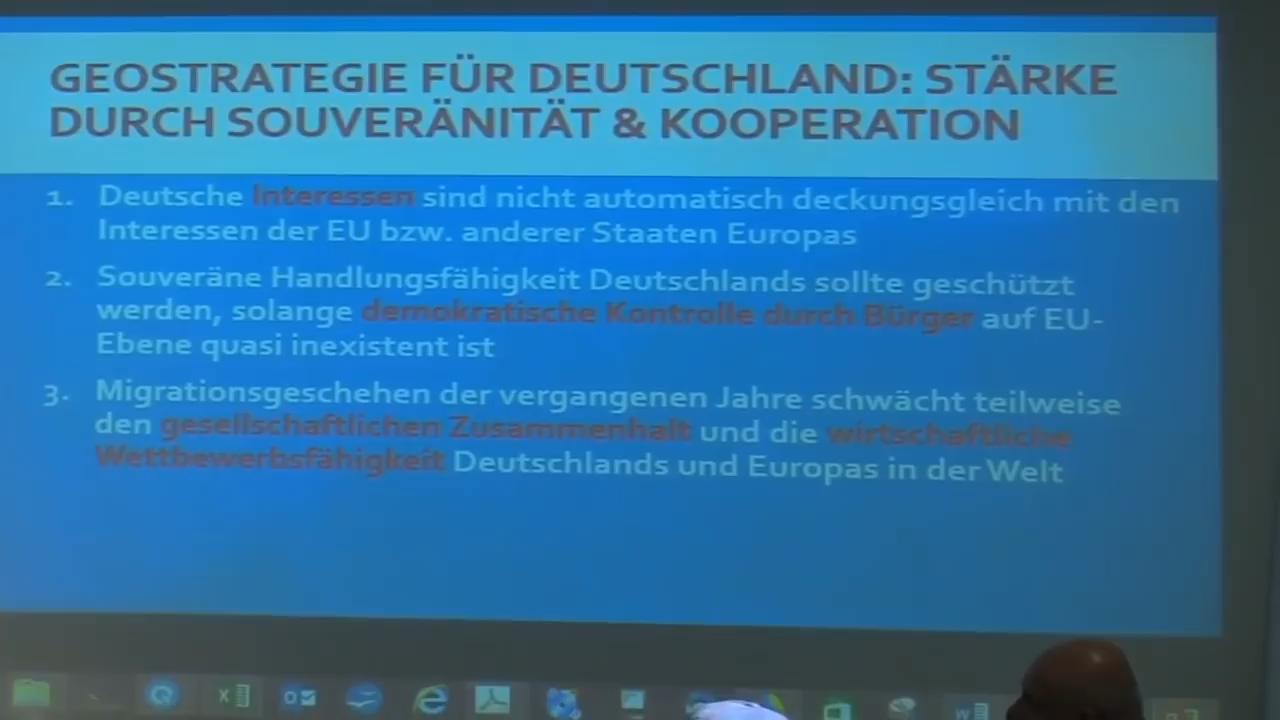 GEOSTRATEGIE FÜR DEUTSCHLAND: STÄRKE
DURCH SOUVERÄNITÄT & KOOPERATION
1. Deutsche Interessen sind nicht automatisch deckungsgleich mit den
Interessen der EU bzw. anderer Staaten Europas
2. Souveräne Handlungsfähigkeit Deutschlands sollte geschützt
werden, solange demokratische Kontrolle durch Bürger auf EU-
Ebene quasi inexistent ist
3. Migrationsgeschehen der vergangenen Jahre schwächt teilweise
den gesellschaftlichen Zusammenhalt und die wirtschaftliche
Wettbewerbsfähigkeit Deutschlands und Europas in der Welt